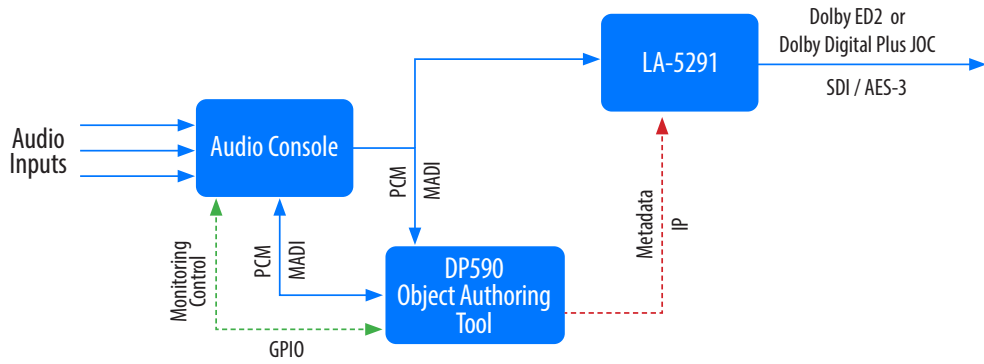 Dolby ED2 or
Dolby Digital Plus JOC
LA-5291
SDI / AES-3
Audio
Inputs
Audio Console
PCM
MADI
Metadata
IP
Monitoring
Control
PCM
MADI
DP590
Object Authoring
Tool
GPIO